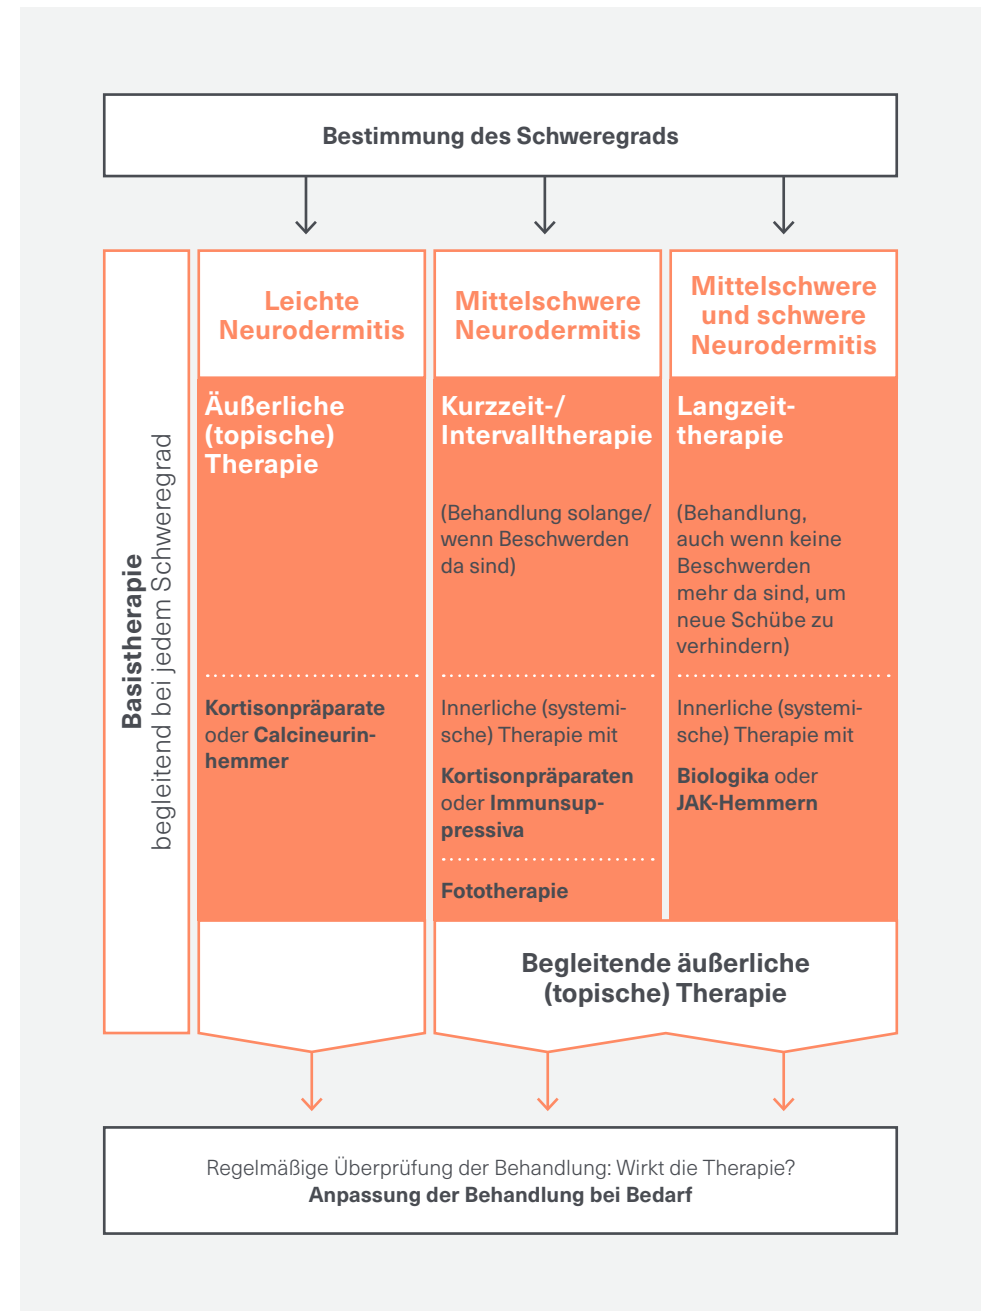 Bestimmung des Schweregrads
Basistherapie
begleitend bei jedem Schweregrad
Leichte
Neurodermitis
Äußerliche
(topische)
Therapie
Kortisonpräparate
oder Calcineurin-
hemmer
Mittelschwere
Neurodermitis
Kurzzeit-/
Intervalltherapie
(Behandlung solange/
wenn Beschwerden
da sind)
Innerliche (systemi-
sche) Therapie mit
Kortisonpräparaten
oder Immunsup-
pressiva
Fototherapie
Mittelschwere
und schwere
Neurodermitis
Langzeit-
therapie
(Behandlung,
auch wenn keine
Beschwerden
mehr da sind, um
neue Schübe zu
verhindern)
Innerliche (systemi-
sche) Therapie mit
Biologika oder
JAK-Hemmern
Begleitende äußerliche
(topische) Therapie
Regelmäßige Überprüfung der Behandlung: Wirkt die Therapie?
Anpassung der Behandlung bei Bedarf